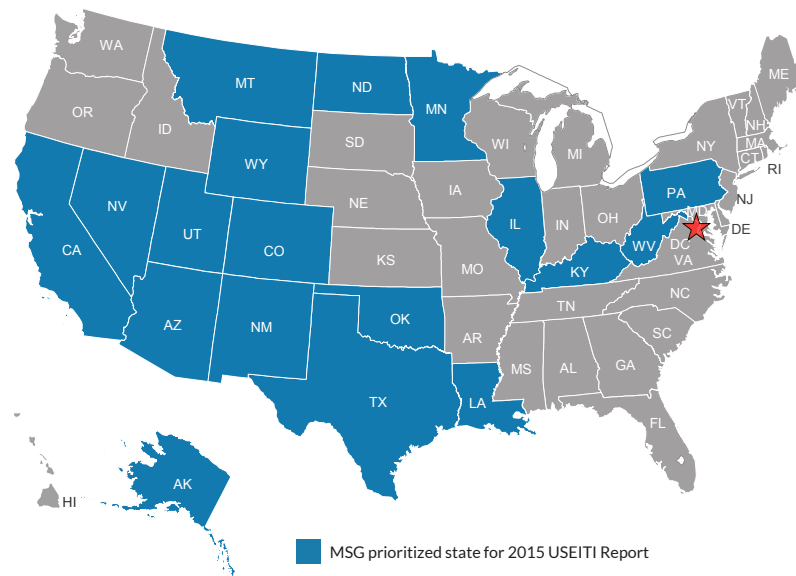 WA
MT
ND
MN
ME
VT
NH
OR
ID
SD
WI
MI
NY
MA
CT
RI
WY
IA
PA
NJ
NV
NE
IL
IN
OH
MD
DE
CA
UT
CO
KS
MO
KY
WV
DC
VA
AZ
NM
OK
AR
TN
NC
SC
MS
AL
GA
TX
LA
FL
AK
HI
MSG prioritized state for 2015 USEITI Report